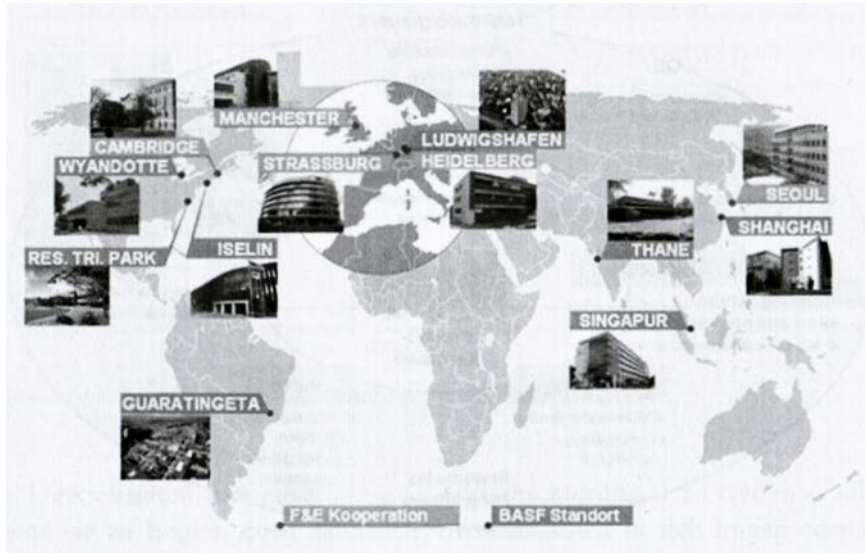 MANCHESTER
CAMBRIDGE
WYANDOTTE
LUDWIGSHAFEN
STRASSBURG
HEIDELBERG
SEOUL
SHANGHAI
RES. TRI. PARK
ISELIN
THANE
SINGAPUR
GUARATINGETA
F&E Kooperation
BASF Standort